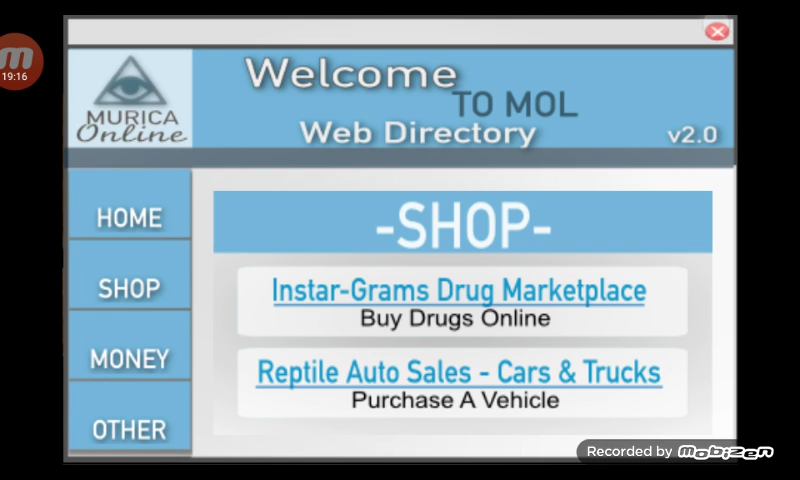 19:16
MURICA
Online
Welcome
TO MOL
Web Directory
v2.0
HOME
SHOP
MONEY
OTHER
-SHOP-
Instar-Grams Drug Marketplace
Buy Drugs Online
Reptile Auto Sales - Cars & Trucks
Purchase A Vehicle
Recorded by mobizen